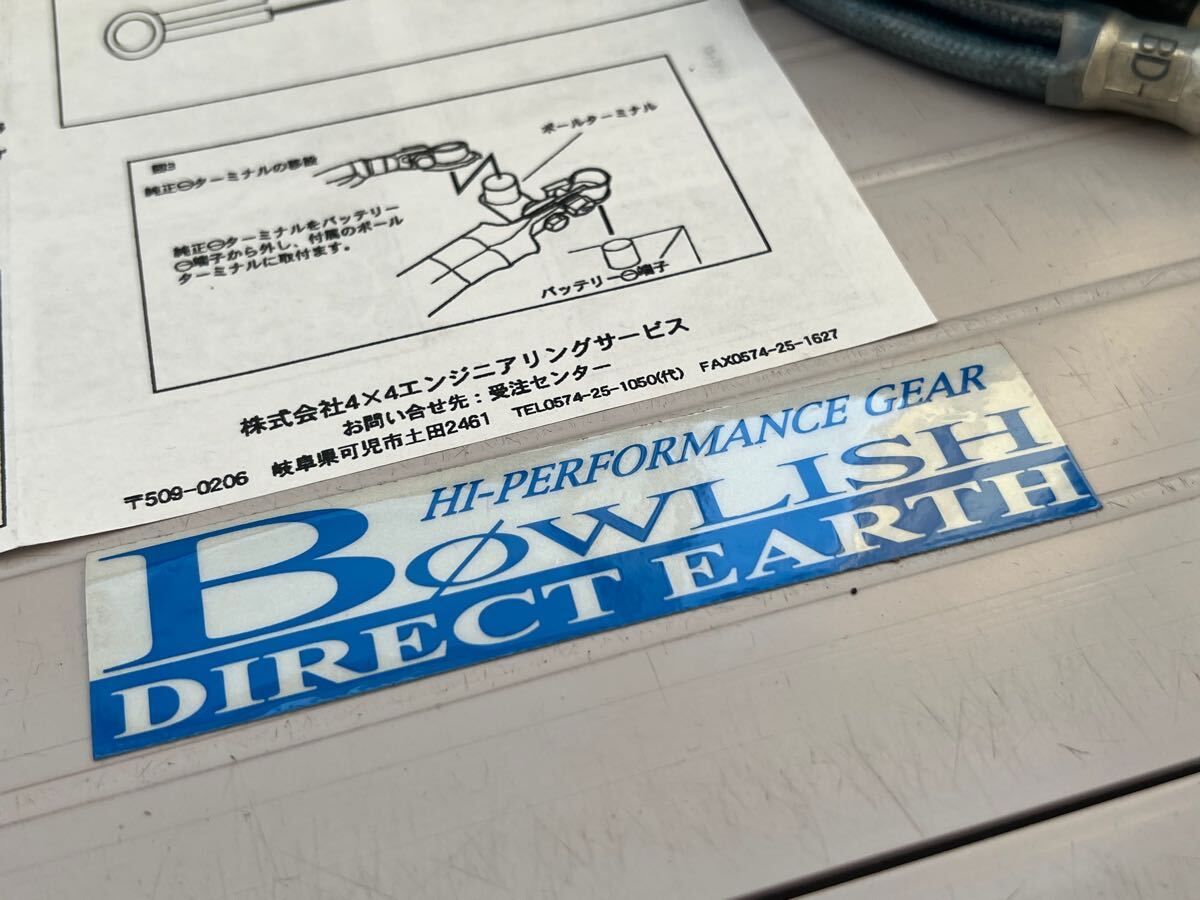 図3
純正⊖ターミナルの移設
ポールターミナル
純正⊖ターミナルをバッテリー
⊖端子から外し、付属のポール
ターミナルに取付ます。
バッテリー⊖端子
株式会社4×4エンジニアリングサービス
お問い合せ先：受注センター
〒509-0206 岐阜県可児市土田2461 TEL0574-25-1050(代) FAX0574-25-1627
BD-
HI-PERFORMANCE GEAR
BØWLISH
DIRECT EARTH